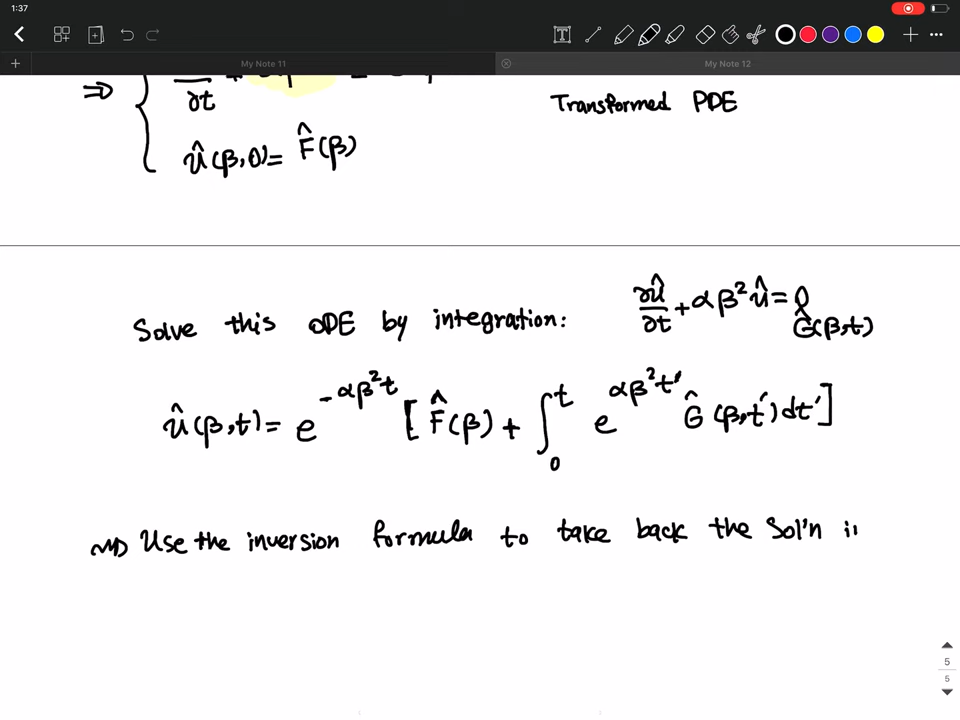 1:37
My Note 11
My Note 12
⇒ { ∂t
Transformed PDE
û(β,0)= F̂(β)
Solve this ODE by integration: ∂û/∂t + αβ²û = Ĝ(β,t)
û(β,t)= e^{-αβ²t} [F̂(β) + ∫₀ᵗ e^{αβ²t'} Ĝ(β,t')dt']
⇝ Use the inversion formula to take back the Sol'n i
5
5